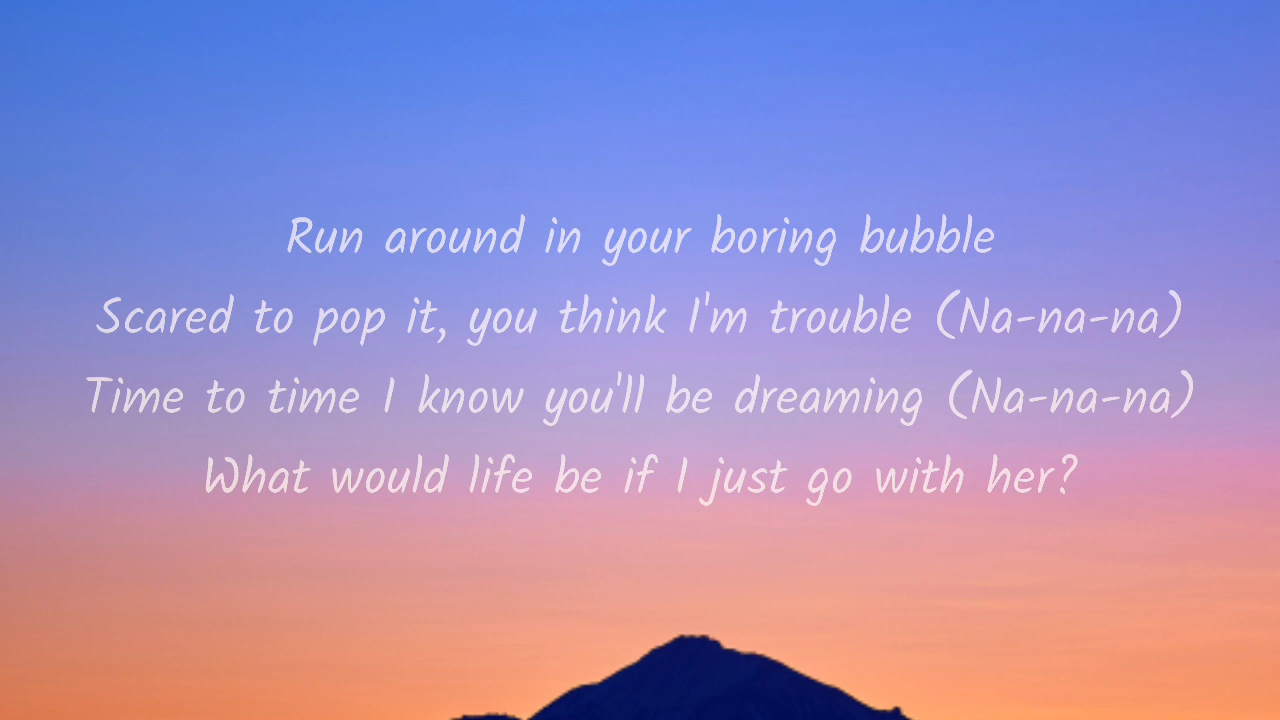 Run around in your boring bubble
Scared to pop it, you think I'm trouble (Na-na-na)
Time to time I know you'll be dreaming (Na-na-na)
What would life be if I just go with her?